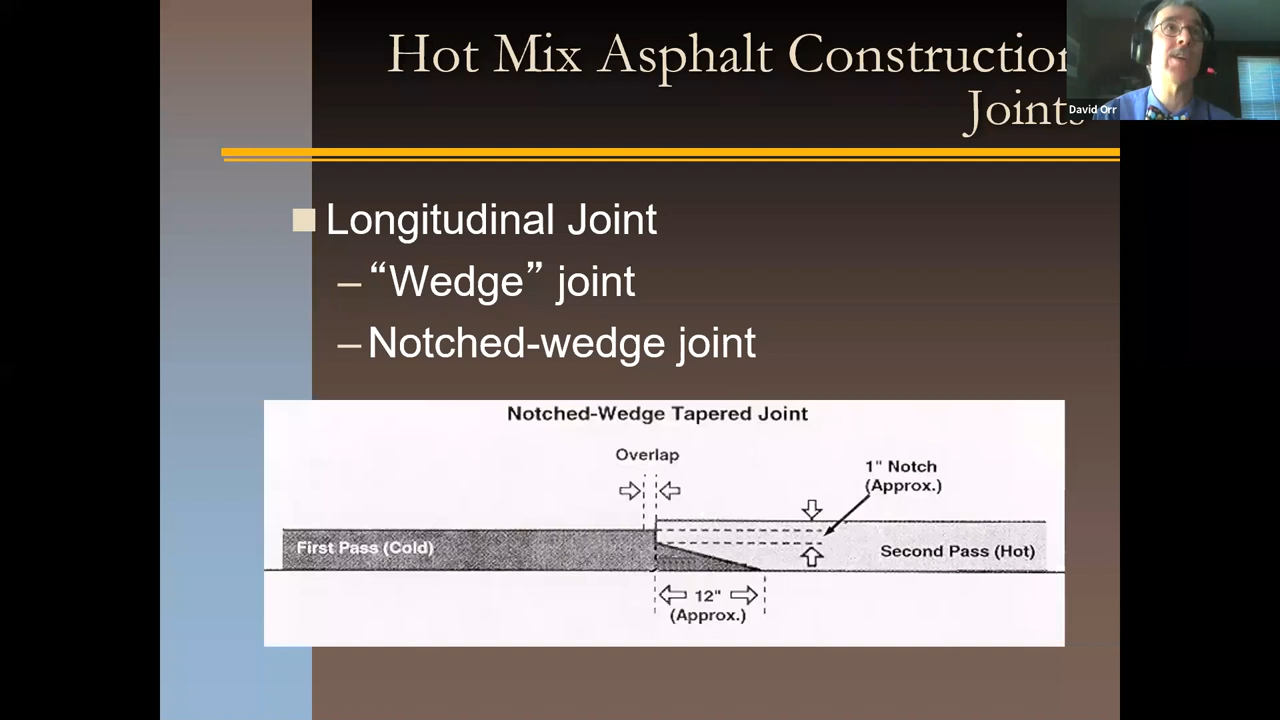 Hot Mix Asphalt Construction
Joints
David Orr
Longitudinal Joint
– “Wedge” joint
– Notched-wedge joint
Notched-Wedge Tapered Joint
Overlap
1" Notch
(Approx.)
First Pass (Cold)
Second Pass (Hot)
12"
(Approx.)